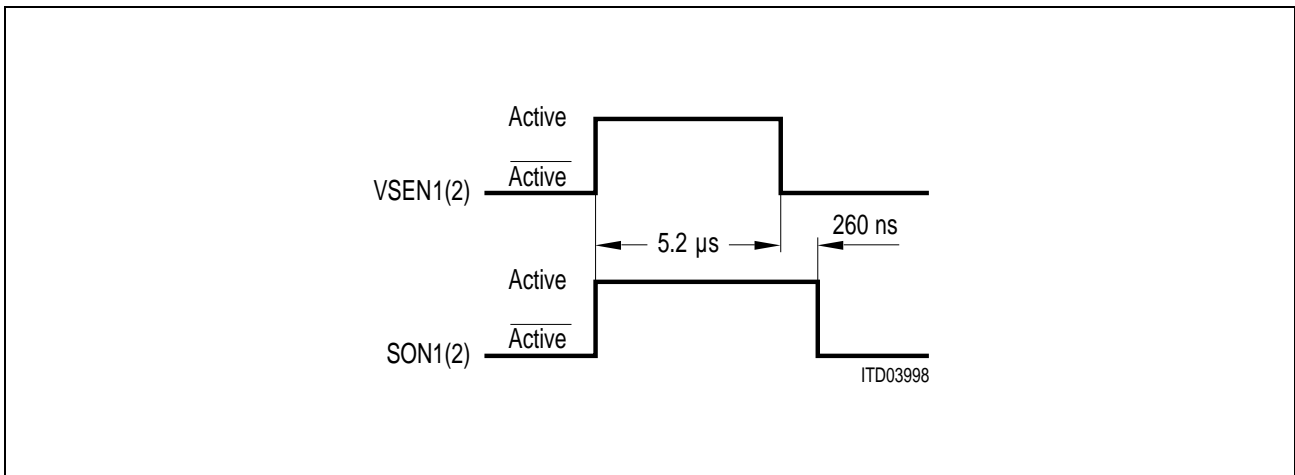 Active
Active
VSEN1(2)
260 ns
5.2 µs
Active
Active
SON1(2)
ITD03998